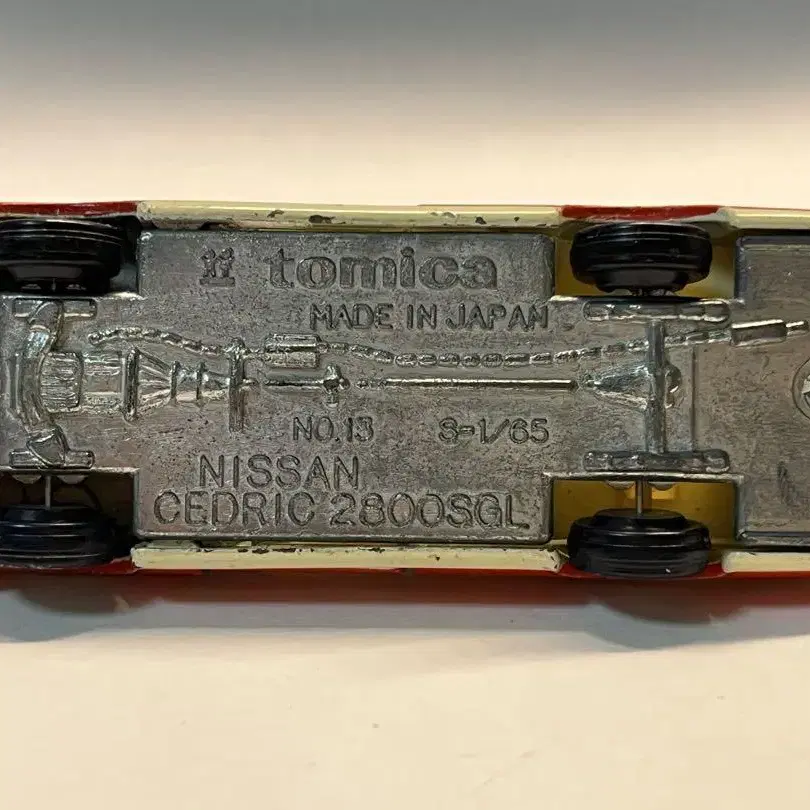 tomica
MADE IN JAPAN
NO.13 S-1/65
NISSAN
CEDRIC 2800SGL